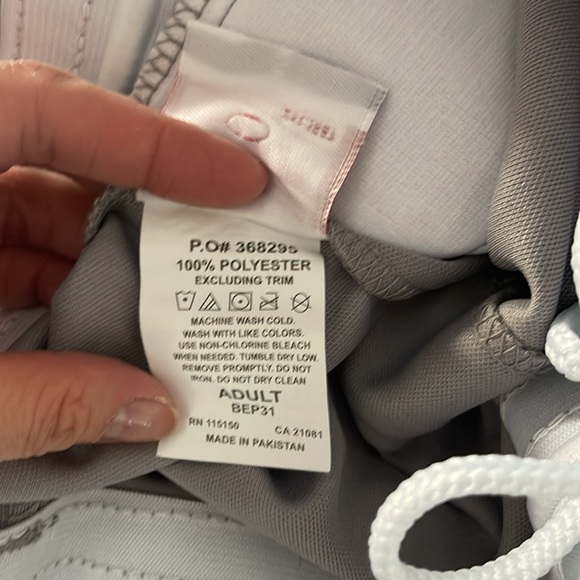 P.O# 368295
100% POLYESTER
EXCLUDING TRIM
MACHINE WASH COLD.
WASH WITH LIKE COLORS.
USE NON-CHLORINE BLEACH
WHEN NEEDED. TUMBLE DRY LOW.
REMOVE PROMPTLY. DO NOT
IRON. DO NOT DRY CLEAN
ADULT
BEP31
RN 115150 CA 21081
MADE IN PAKISTAN